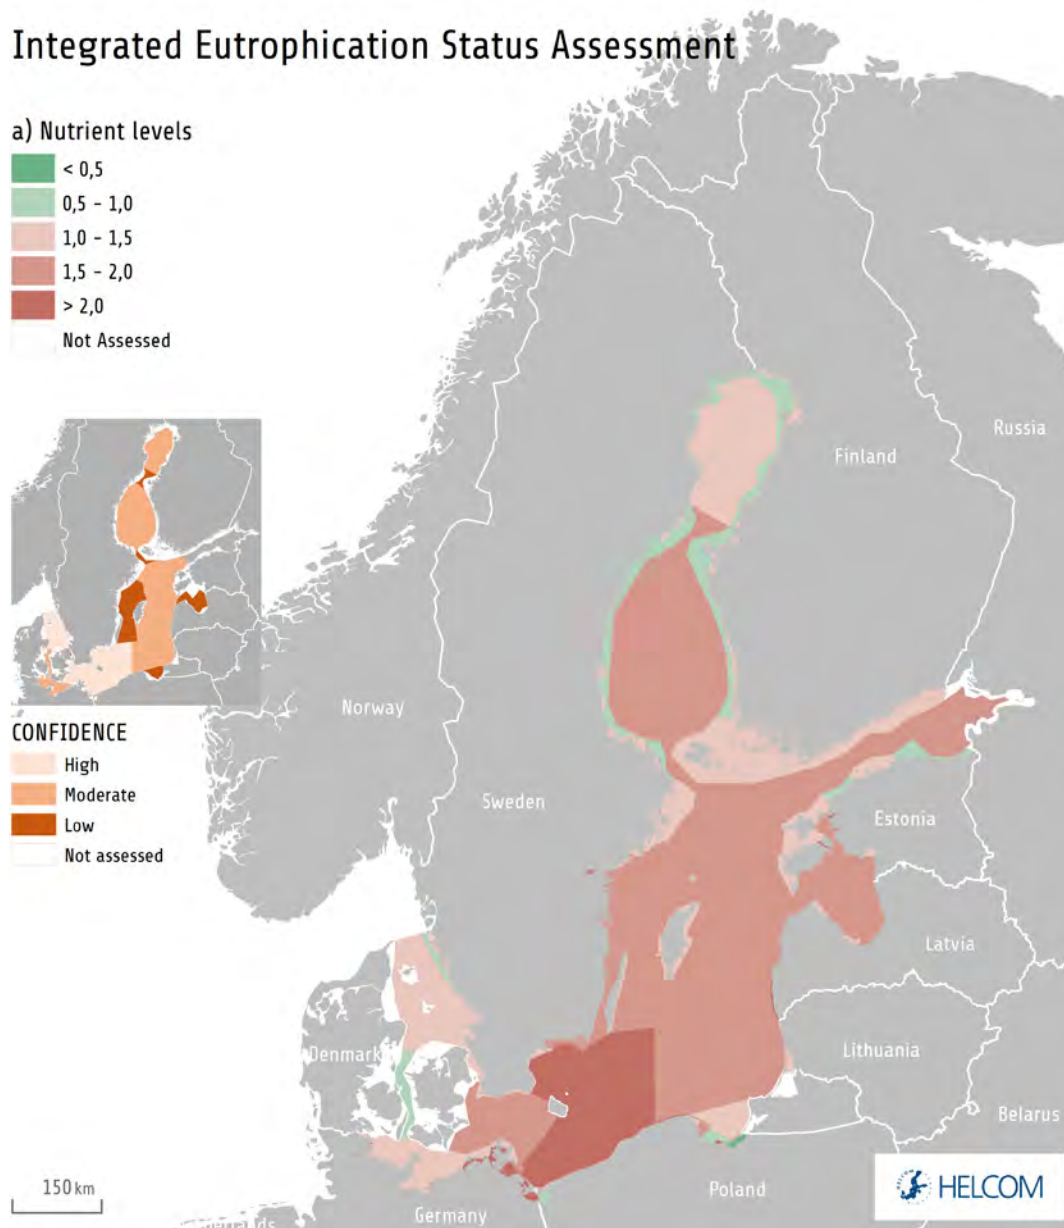 Integrated Eutrophication Status Assessment
a) Nutrient levels
< 0,5
0,5 - 1,0
1,0 - 1,5
1,5 - 2,0
> 2,0
Not Assessed
CONFIDENCE
High
Moderate
Low
Not assessed
Russia
Finland
Norway
Sweden
Estonia
Latvia
Denmark
Lithuania
Belarus
Poland
Germany
150 km
HELCOM